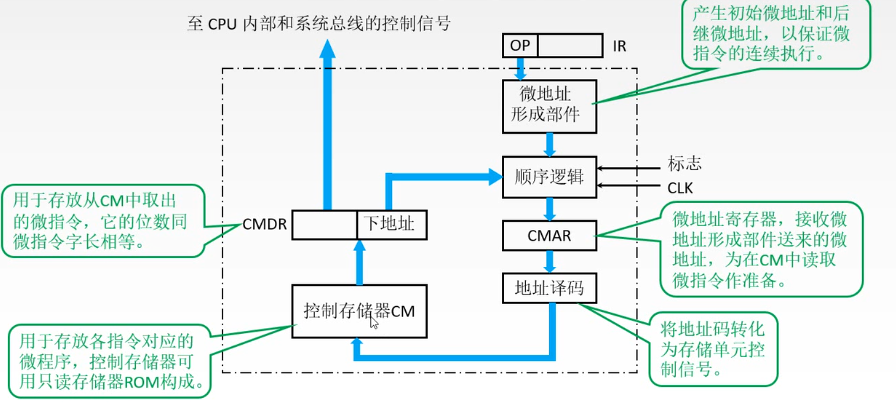 至 CPU 内部和系统总线的控制信号
产生初始微地址和后
继微地址，以保证微
指令的连续执行。
OP
IR
微地址
形成部件
顺序逻辑
标志
CLK
用于存放从CM中取出
的微指令，它的位数同
微指令字长相等。
CMDR
下地址
CMAR
微地址寄存器，接收微
地址形成部件送来的微
地址，为在CM中读取
微指令作准备。
地址译码
控制存储器CM
用于存放各指令对应的
微程序，控制存储器可
用只读存储器ROM构成。
将地址码转化
为存储单元控
制信号。